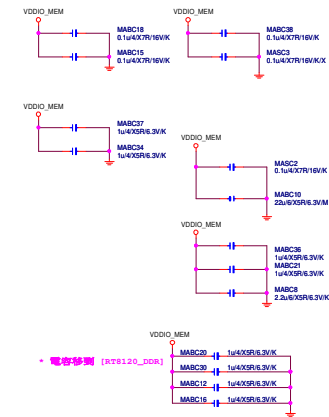 VDDIO_MEM
MABC18
0.1u/4/X7R/16V/K
MABC15
0.1u/4/X7R/16V/K
VDDIO_MEM
MABC38
0.1u/4/X7R/16V/K
MASC3
0.1u/4/X7R/16V/K/X
VDDIO_MEM
MABC37
1u/4/X5R/6.3V/K
MABC34
1u/4/X5R/6.3V/K
VDDIO_MEM
MASC2
0.1u/4/X7R/16V/K
MABC10
22u/6/X5R/6.3V/M
VDDIO_MEM
MABC36
1u/4/X5R/6.3V/K
MABC21
1u/4/X5R/6.3V/K
MABC8
2.2u/6/X5R/6.3V/K
VDDIO_MEM
* 電容移到 [RT8120_DDR]
MABC20 1u/4/X5R/6.3V/K
MABC30 1u/4/X5R/6.3V/K
MABC12 1u/4/X5R/6.3V/K
MABC16 1u/4/X5R/6.3V/K